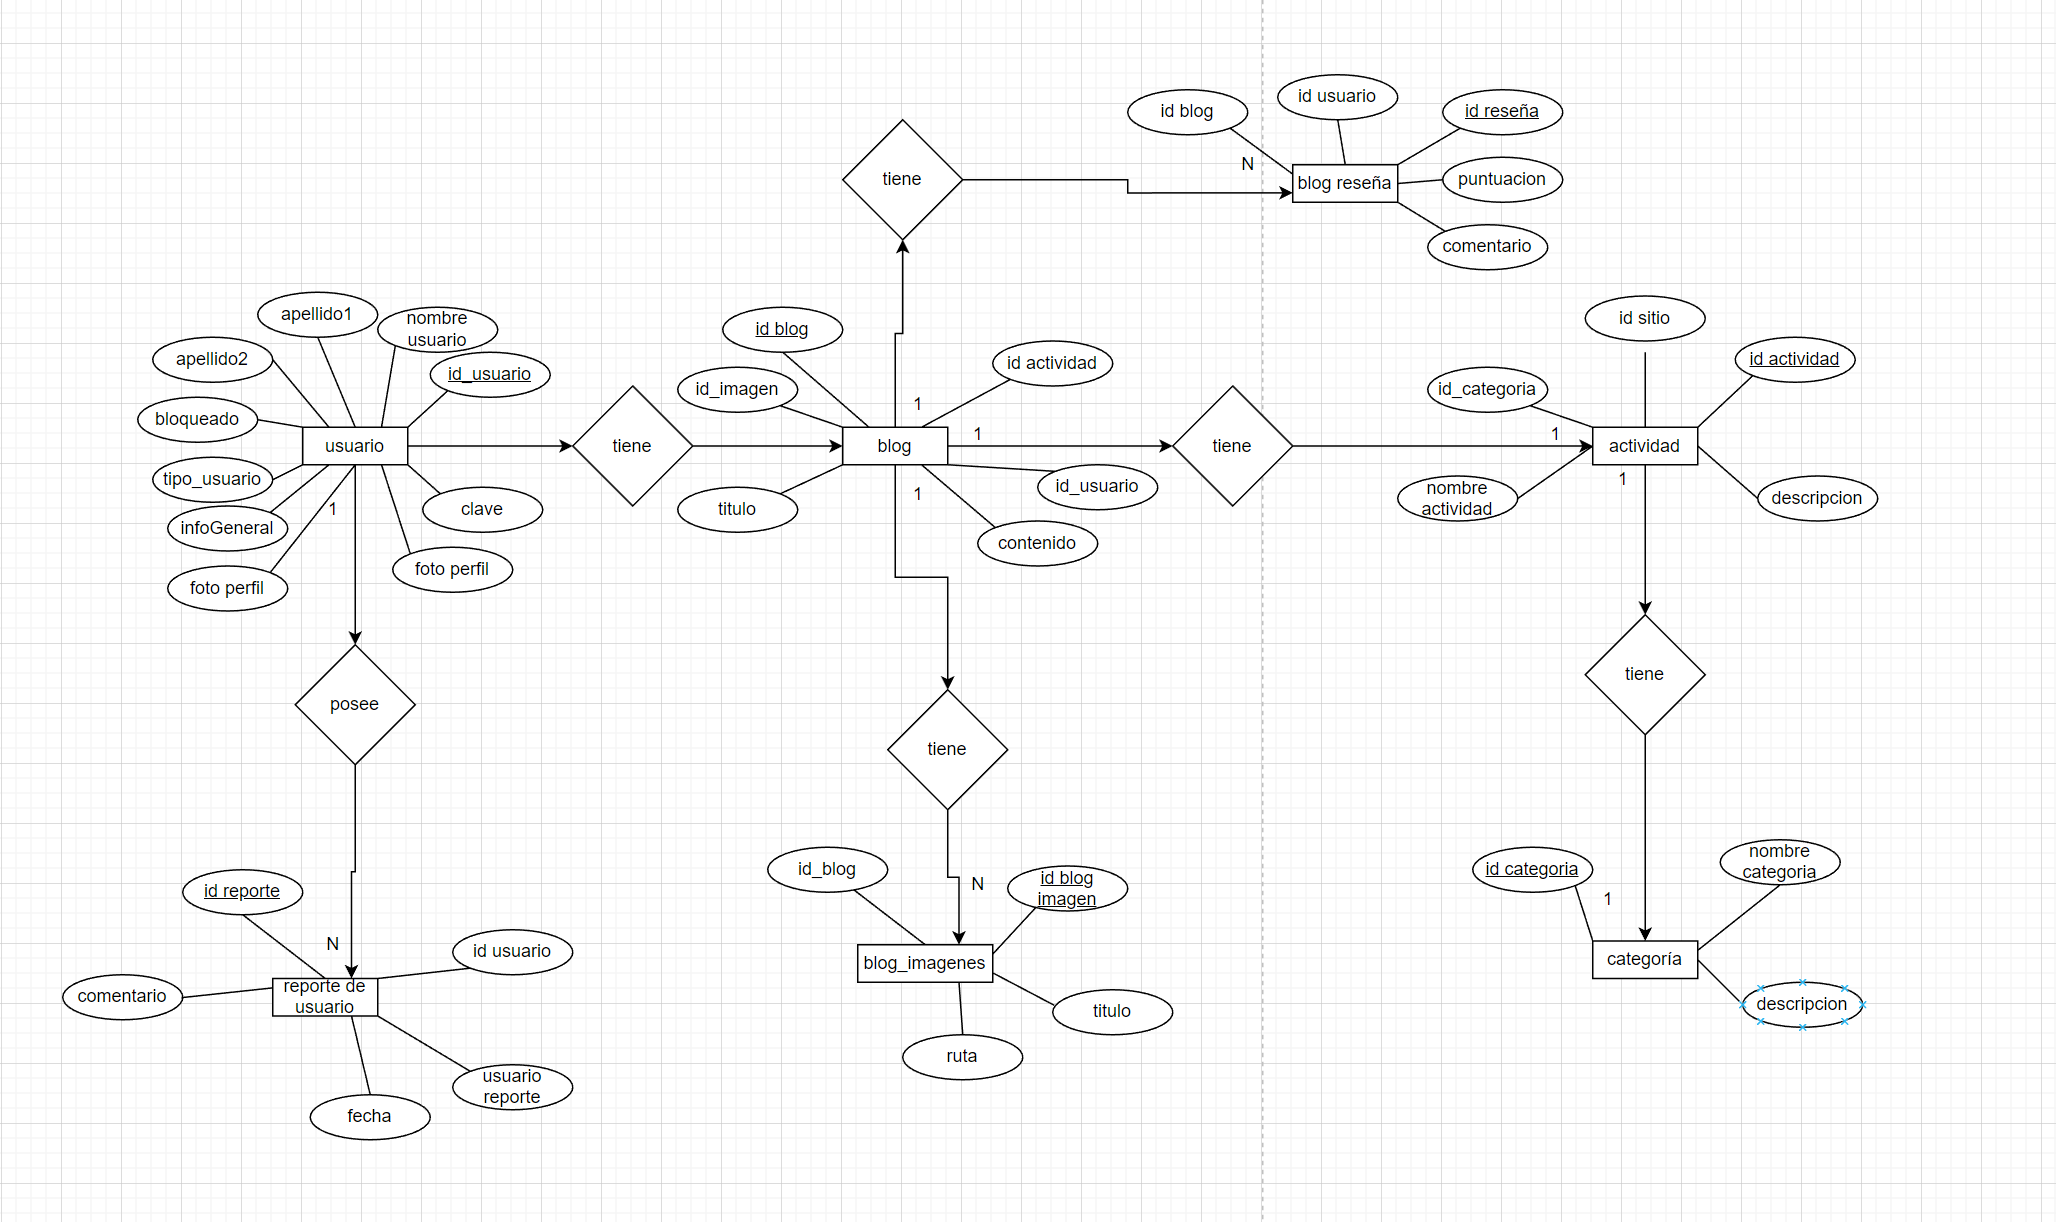 id usuario
id blog
id reseña
N
tiene
blog reseña
puntuacion
comentario
apellido1
nombre
usuario
id blog
id sitio
apellido2
id_usuario
id_imagen
id actividad
id_categoria
id actividad
bloqueado
1
1
1
usuario
tiene
blog
tiene
actividad
tipo_usuario
1
1
id_usuario
infoGeneral
1
clave
titulo
contenido
nombre
actividad
descripcion
foto perfil
foto perfil
posee
tiene
tiene
id reporte
id_blog
N
id blog
imagen
id categoria
1
nombre
categoria
N
id usuario
blog_imagenes
categoría
comentario
reporte de
usuario
titulo
descripcion
ruta
usuario
reporte
fecha